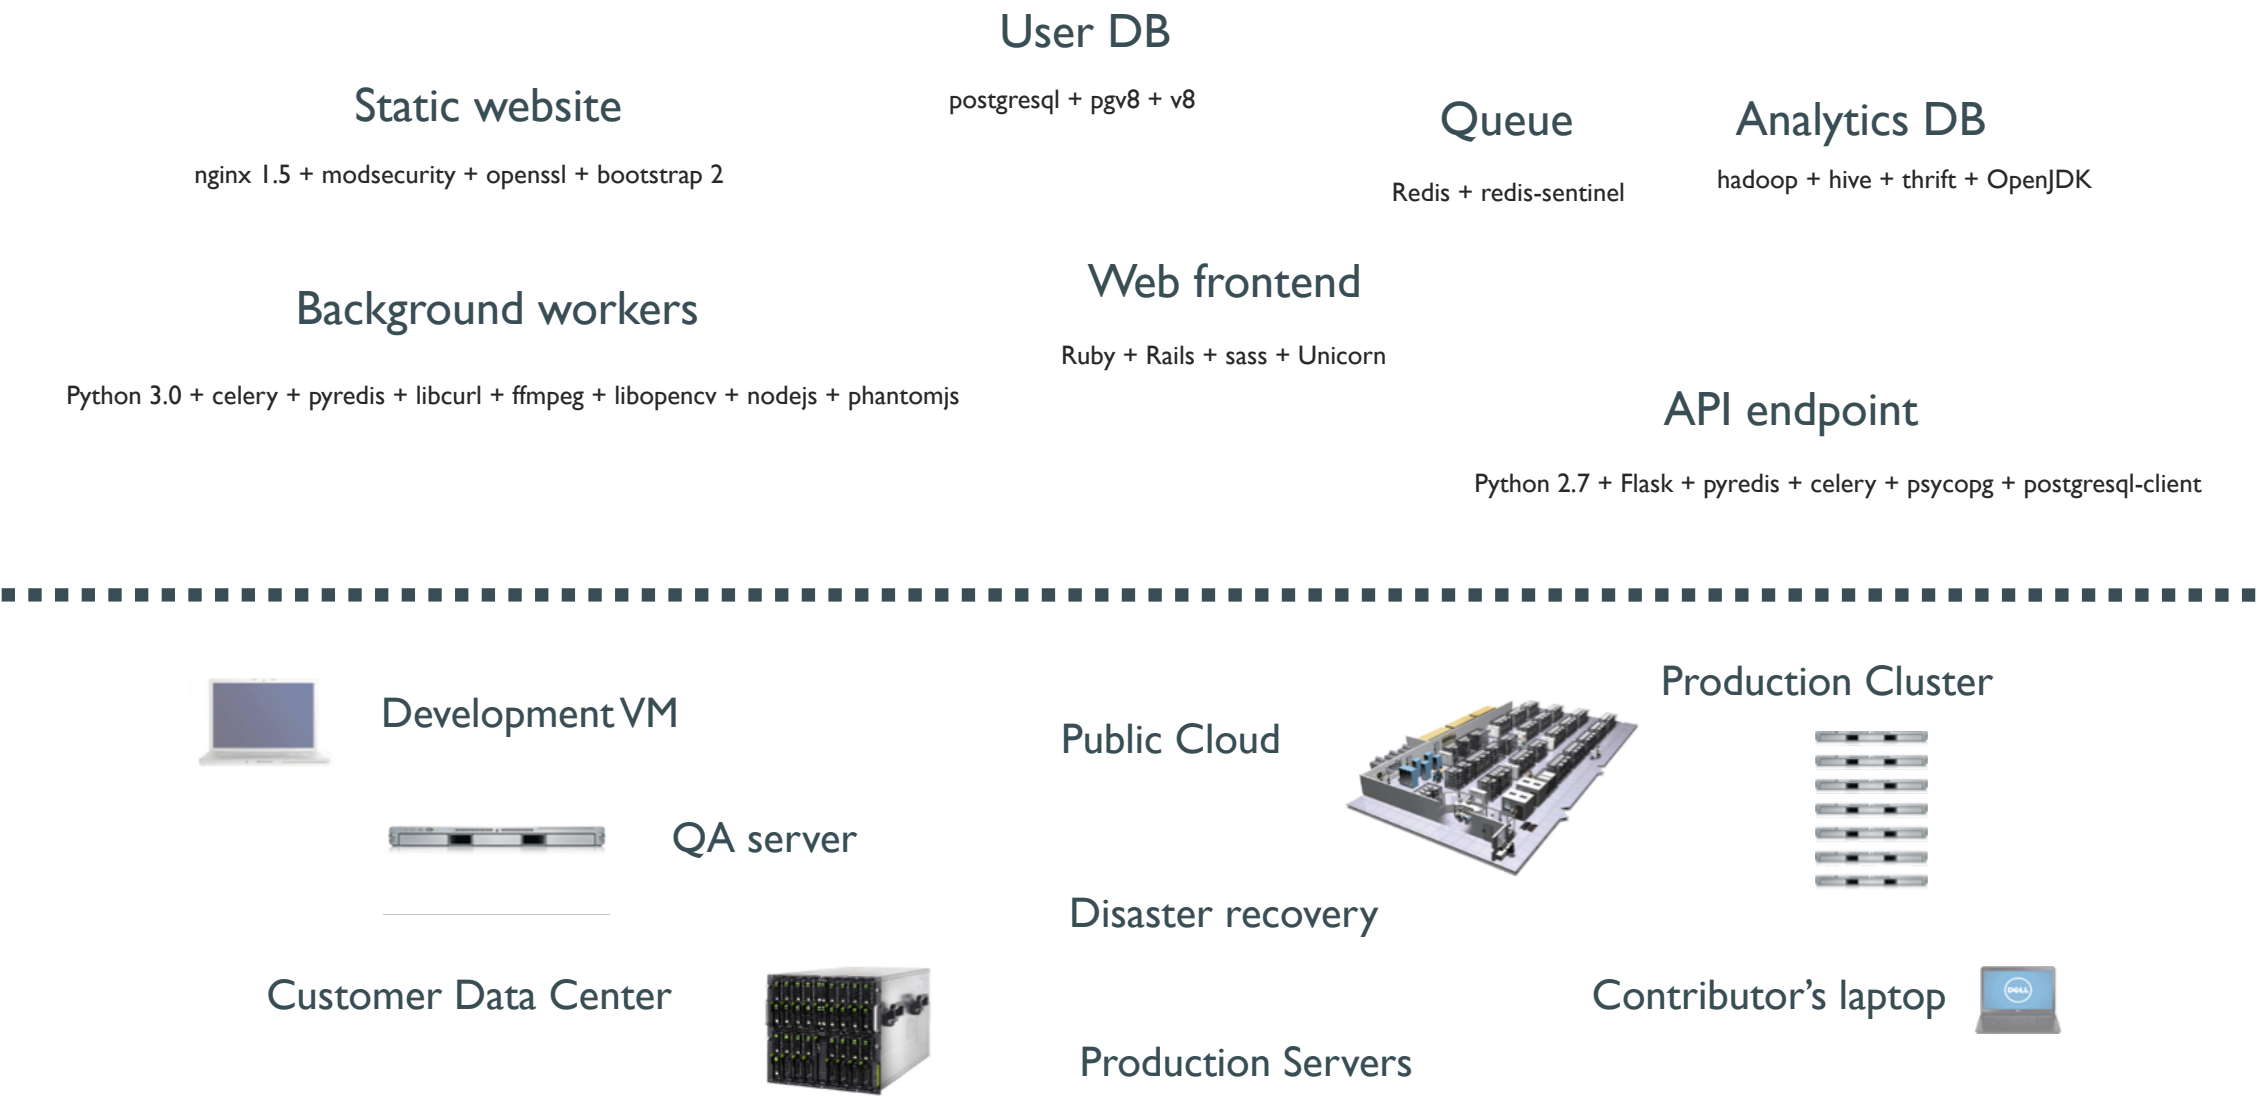 User DB
postgresql + pgv8 + v8
Static website
nginx 1.5 + modsecurity + openssl + bootstrap 2
Queue
Redis + redis-sentinel
Analytics DB
hadoop + hive + thrift + OpenJDK
Background workers
Python 3.0 + celery + pyredis + libcurl + ffmpeg + libopencv + nodejs + phantomjs
Web frontend
Ruby + Rails + sass + Unicorn
API endpoint
Python 2.7 + Flask + pyredis + celery + psycopg + postgresql-client
Development VM
QA server
Public Cloud
Production Cluster
Disaster recovery
Customer Data Center
Contributor’s laptop
DELL
Production Servers